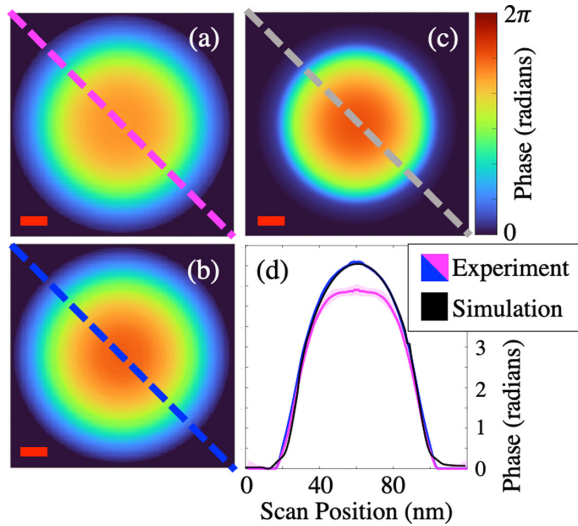 (a)
(c)
2π
Phase (radians)
0
(b)
(d)
Experiment
Simulation
3
2
1
0
Phase (radians)
0
40
80
Scan Position (nm)